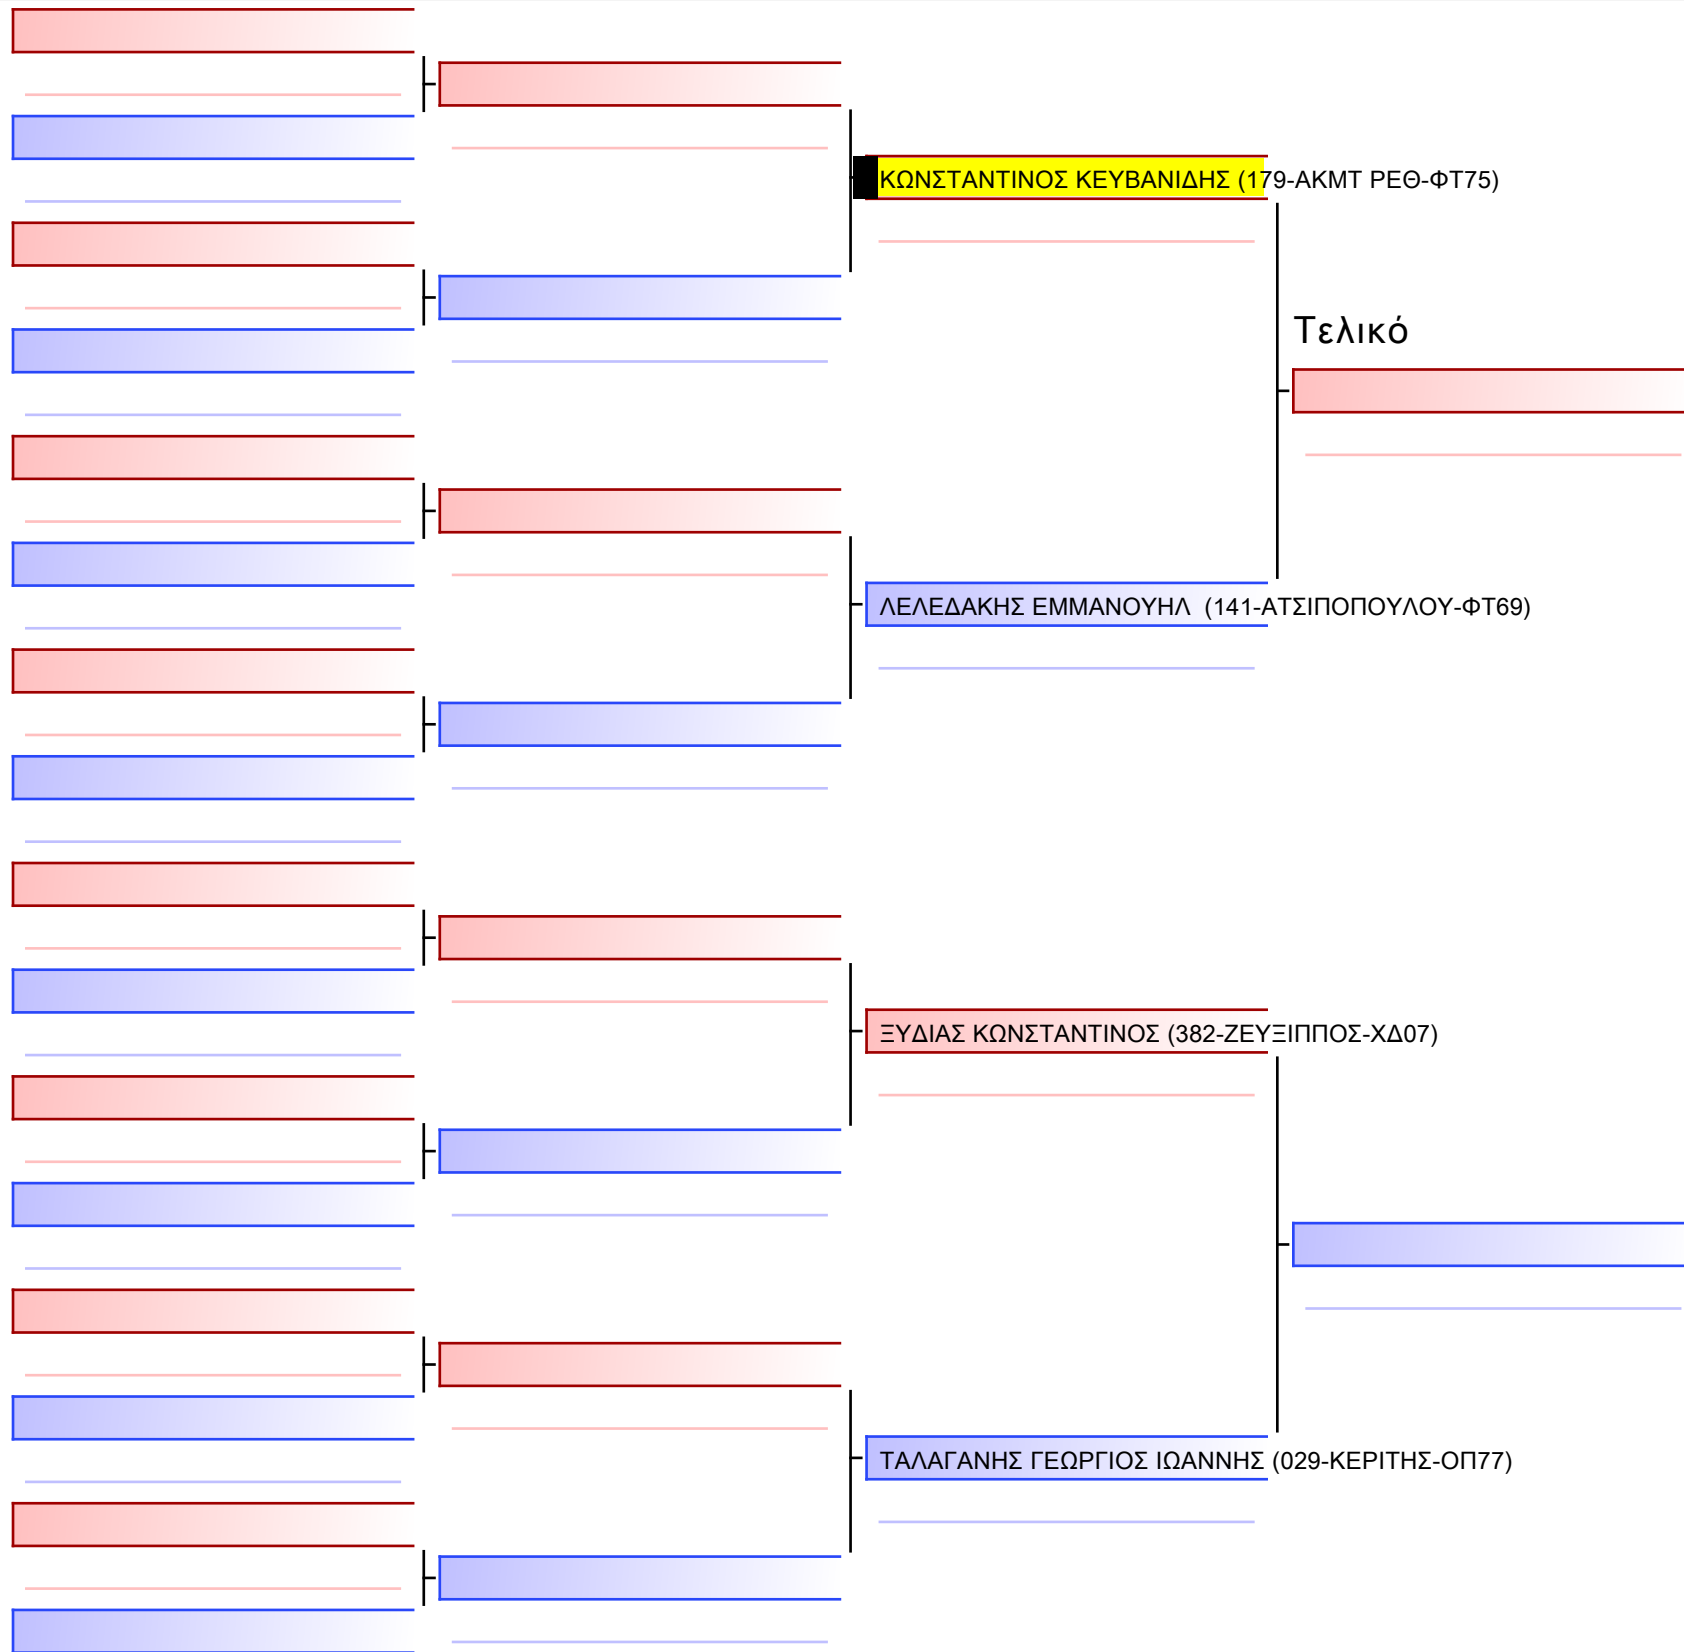 ΚΩΝΣΤΑΝΤΙΝΟΣ ΚΕΥΒΑΝΙΔΗΣ (179-ΑΚΜΤ ΡΕΘ-ΦΤ75)
Τελικό
ΛΕΛΕΔΑΚΗΣ ΕΜΜΑΝΟΥΗΛ (141-ΑΤΣΙΠΟΠΟΥΛΟΥ-ΦΤ69)
ΞΥΔΙΑΣ ΚΩΝΣΤΑΝΤΙΝΟΣ (382-ΖΕΥΞΙΠΠΟΣ-ΧΔ07)
ΤΑΛΑΓΑΝΗΣ ΓΕΩΡΓΙΟΣ ΙΩΑΝΝΗΣ (029-ΚΕΡΙΤΗΣ-ΟΠ77)